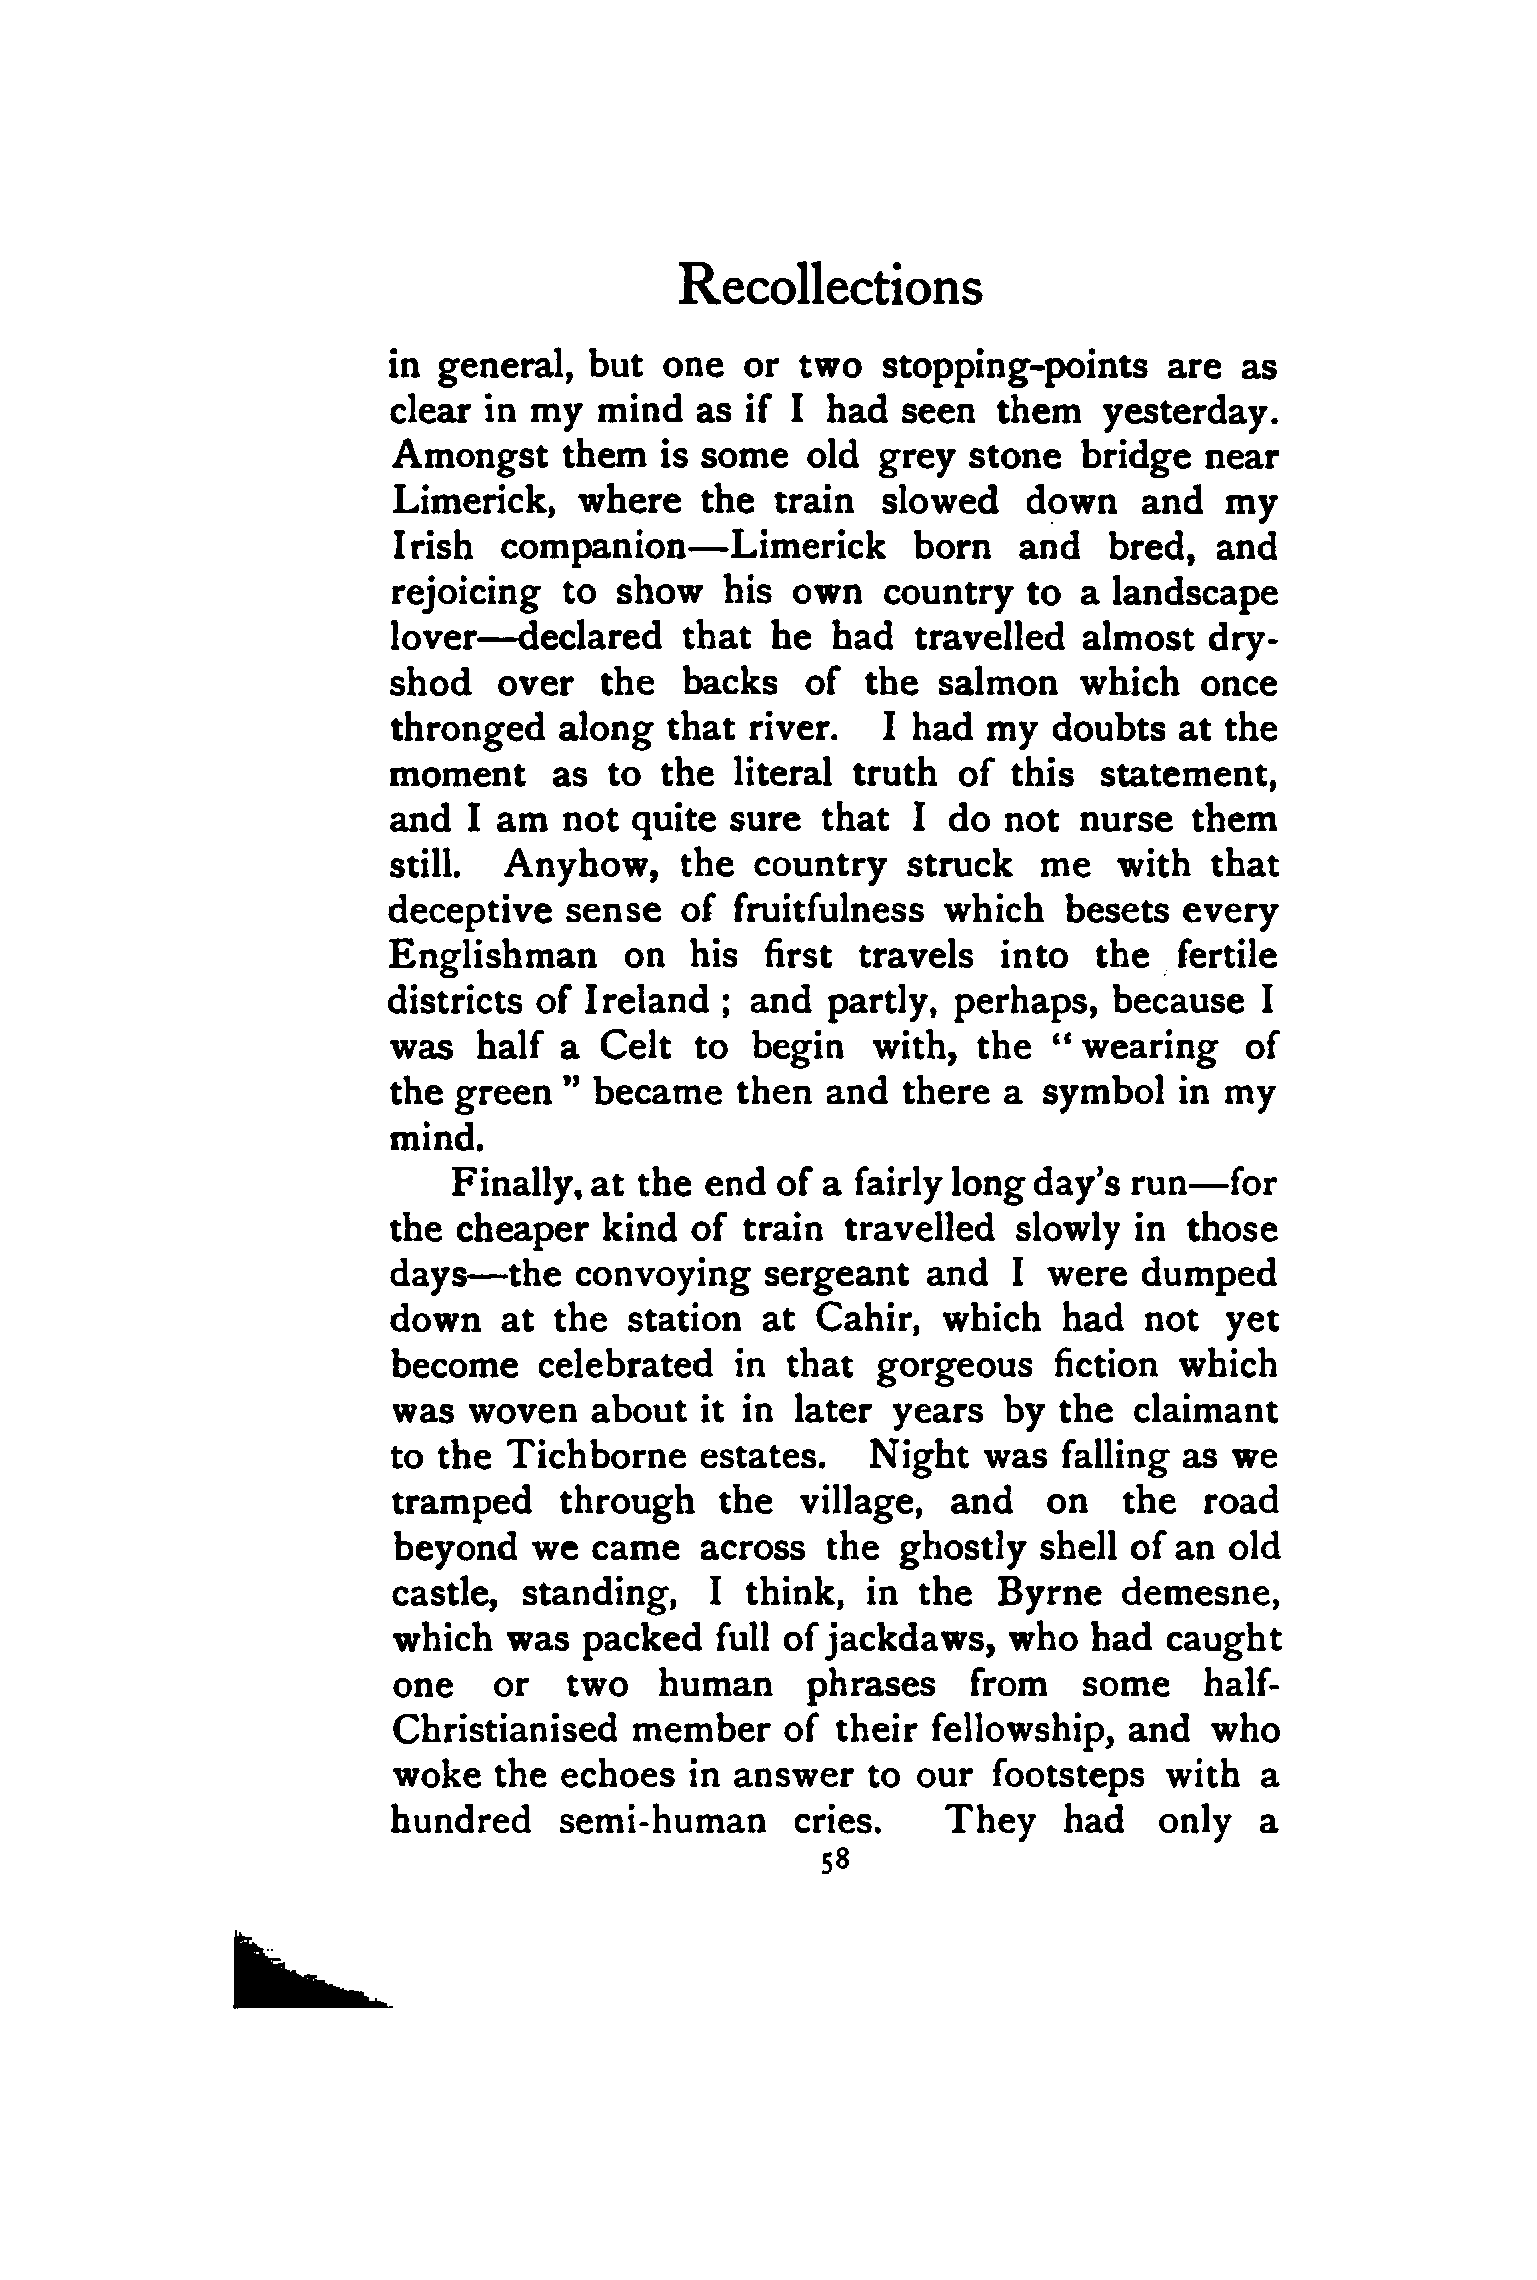 Recollections
in general, but one or two stopping-points are as
clear in my mind as if I had seen them yesterday.
Amongst them is some old grey stone bridge near
Limerick, where the train slowed down and my
Irish companion—Limerick born and bred, and
rejoicing to show his own country to a landscape
lover—declared that he had travelled almost dry-
shod over the backs of the salmon which once
thronged along that river. I had my doubts at the
moment as to the literal truth of this statement,
and I am not quite sure that I do not nurse them
still. Anyhow, the country struck me with that
deceptive sense of fruitfulness which besets every
Englishman on his first travels into the fertile
districts of Ireland ; and partly, perhaps, because I
was half a Celt to begin with, the “ wearing of
the green ” became then and there a symbol in my
mind.
Finally, at the end of a fairly long day’s run—for
the cheaper kind of train travelled slowly in those
days—the convoying sergeant and I were dumped
down at the station at Cahir, which had not yet
become celebrated in that gorgeous fiction which
was woven about it in later years by the claimant
to the Tichborne estates. Night was falling as we
tramped through the village, and on the road
beyond we came across the ghostly shell of an old
castle, standing, I think, in the Byrne demesne,
which was packed full of jackdaws, who had caught
one or two human phrases from some half-
Christianised member of their fellowship, and who
woke the echoes in answer to our footsteps with a
hundred semi-human cries. They had only a
58